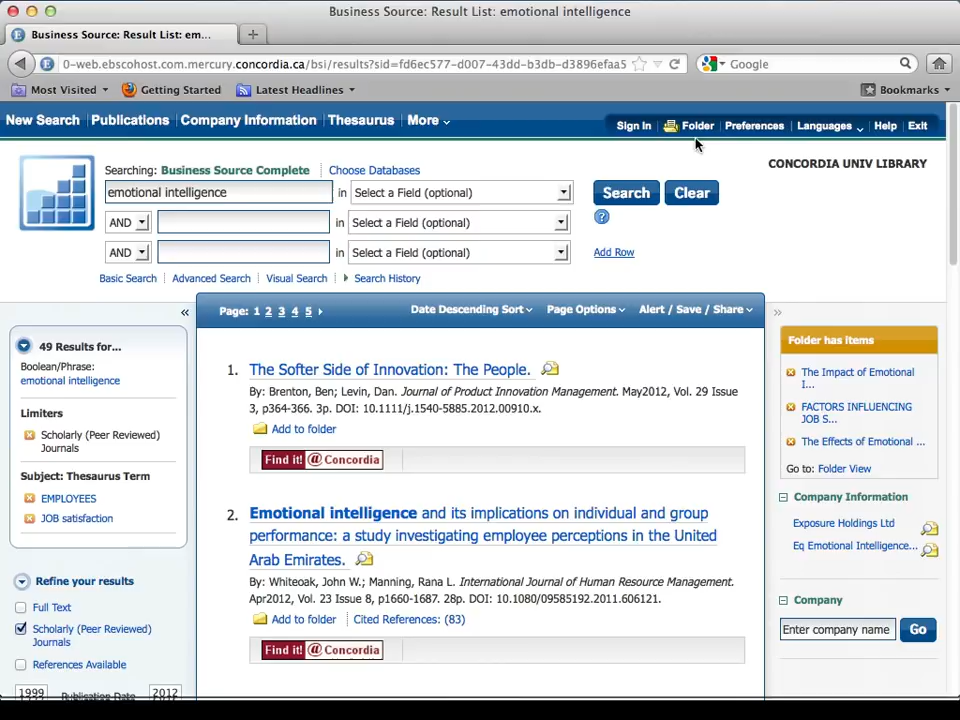 Business Source: Result List: emotional intelligence
Business Source: Result List: em...
0-web.ebscohost.com.mercury.concordia.ca/bsi/results?sid=fd6ec577-d007-43dd-b3db-d3896efaa5
Google
Most Visited
Getting Started
Latest Headlines
Bookmarks
New Search
Publications
Company Information
Thesaurus
More
Sign In
Folder
Preferences
Languages
Help
Exit
Searching: Business Source Complete
Choose Databases
CONCORDIA UNIV LIBRARY
emotional intelligence
in
Select a Field (optional)
Search
Clear
AND
in
Select a Field (optional)
?
AND
in
Select a Field (optional)
Add Row
Basic Search
Advanced Search
Visual Search
Search History
49 Results for...
Boolean/Phrase:
emotional intelligence
Limiters
Scholarly (Peer Reviewed)
Journals
Subject: Thesaurus Term
EMPLOYEES
JOB satisfaction
Refine your results
Full Text
Scholarly (Peer Reviewed)
Journals
References Available
1999
Publication Date
2012
Page: 1 2 3 4 5
Date Descending Sort
Page Options
Alert / Save / Share
1. The Softer Side of Innovation: The People.
By: Brenton, Ben; Levin, Dan. Journal of Product Innovation Management. May2012, Vol. 29 Issue
3, p364-366. 3p. DOI: 10.1111/j.1540-5885.2012.00910.x.
Add to folder
Find it! @Concordia
2. Emotional intelligence and its implications on individual and group
performance: a study investigating employee perceptions in the United
Arab Emirates.
By: Whiteoak, John W.; Manning, Rana L. International Journal of Human Resource Management.
Apr2012, Vol. 23 Issue 8, p1660-1687. 28p. DOI: 10.1080/09585192.2011.606121.
Add to folder
Cited References: (83)
Find it! @Concordia
Folder has items
The Impact of Emotional
I...
FACTORS INFLUENCING
JOB S...
The Effects of Emotional ...
Go to: Folder View
Company Information
Exposure Holdings Ltd
Eq Emotional Intelligence...
Company
Enter company name
Go